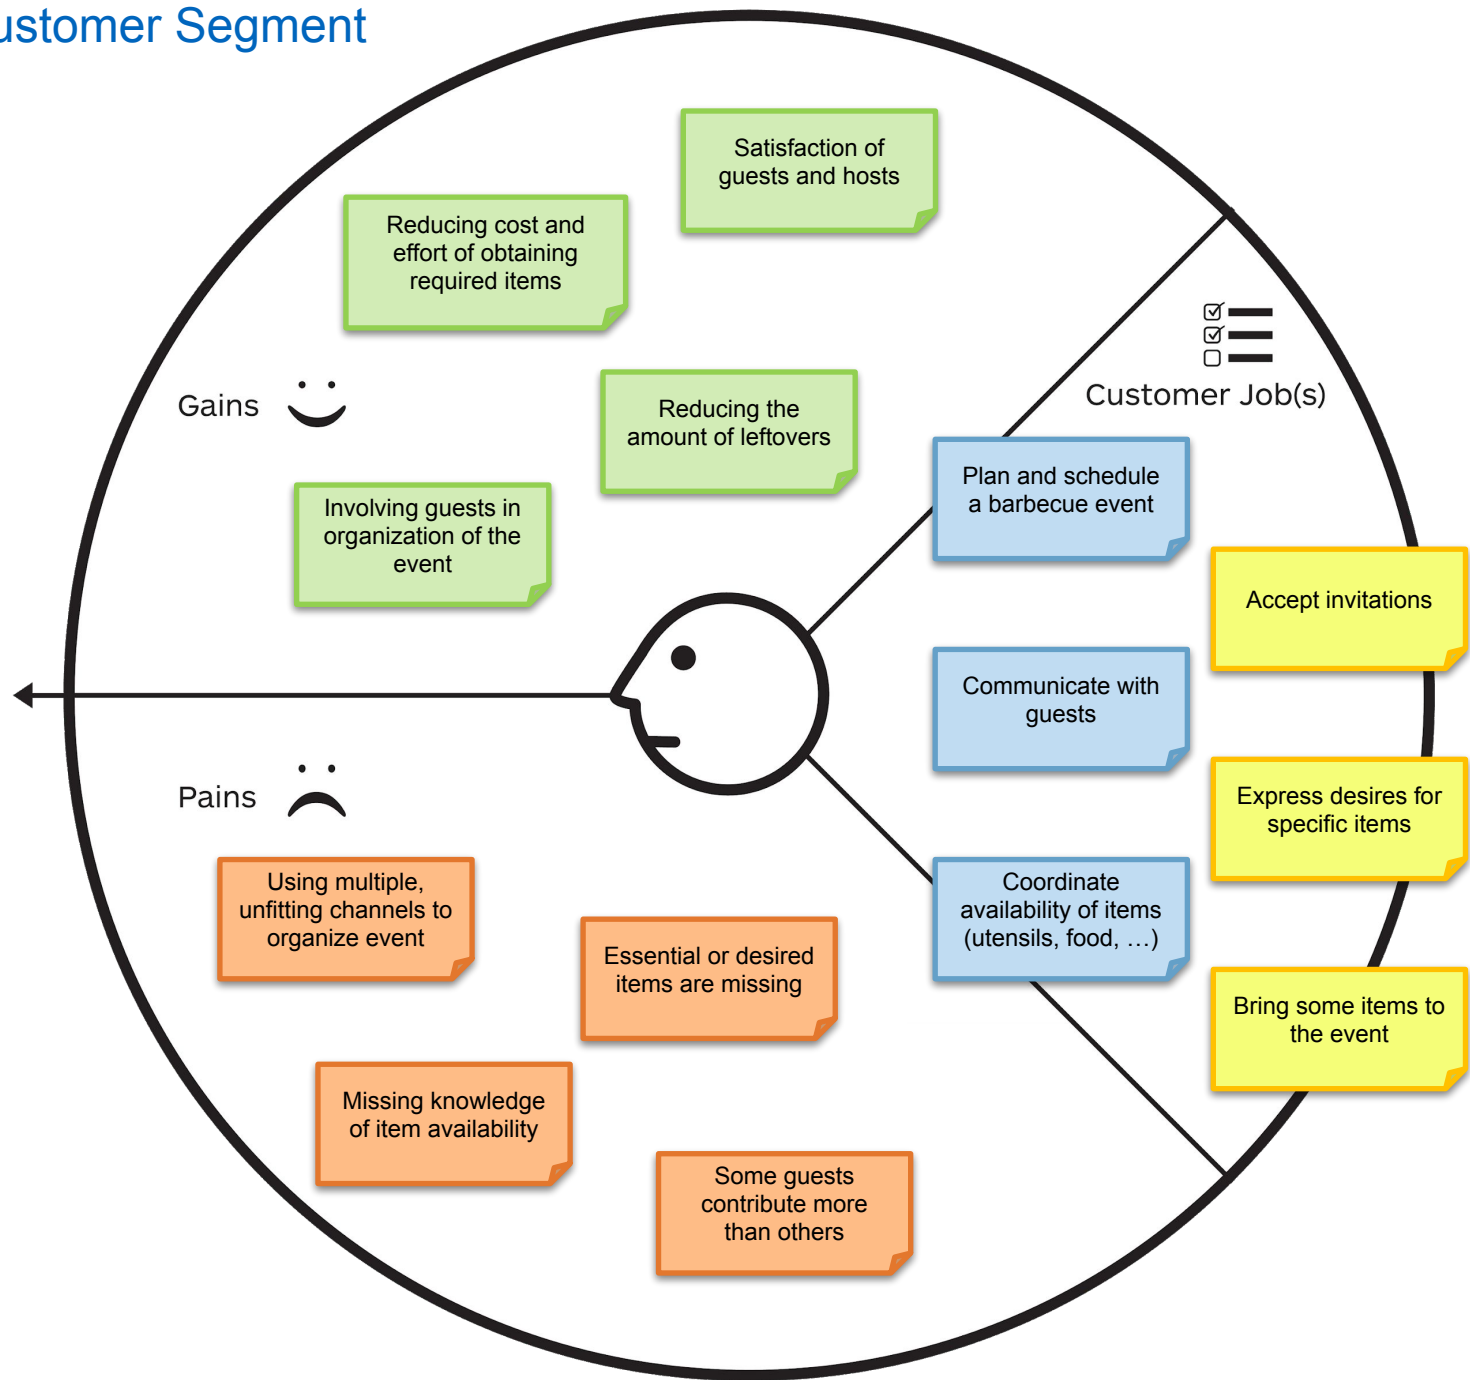 ustomer Segment
Satisfaction of
guests and hosts
Reducing cost and
effort of obtaining
required items
Gains
Reducing the
amount of leftovers
Involving guests in
organization of the
event
Customer Job(s)
Plan and schedule
a barbecue event
Accept invitations
Communicate with
guests
Express desires for
specific items
Coordinate
availability of items
(utensils, food, …)
Bring some items to
the event
Pains
Using multiple,
unfitting channels to
organize event
Essential or desired
items are missing
Missing knowledge
of item availability
Some guests
contribute more
than others